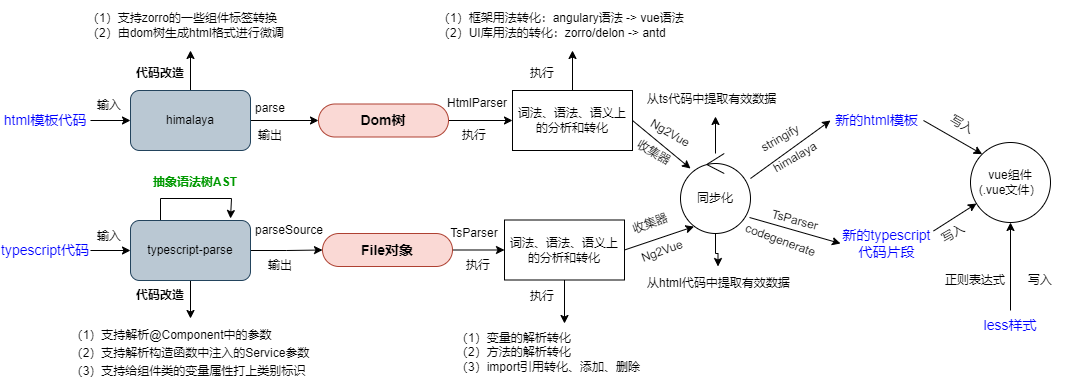 （1）支持zorro的一些组件标签转换
（2）由dom树生成html格式进行微调
（1）框架用法转化：angulary语法 -> vue语法
（2）UI库用法的转化：zorro/delon -> antd
代码改造
执行
html模板代码
输入
himalaya
parse
输出
Dom树
HtmlParser
执行
词法、语法、语义上
的分析和转化
从ts代码中提取有效数据
Ng2Vue
收集器
stringify
himalaya
新的html模板
写入
vue组件
(.vue文件)
抽象语法树AST
同步化
typescript代码
输入
typescript-parse
parseSource
输出
File对象
TsParser
执行
词法、语法、语义上
的分析和转化
收集器
Ng2Vue
TsParser
codegenerate
新的typescript
代码片段
写入
从html代码中提取有效数据
正则表达式
写入
less样式
代码改造
执行
（1）支持解析@Component中的参数
（2）支持解析构造函数中注入的Service参数
（3）支持给组件类的变量属性打上类别标识
（1）变量的解析转化
（2）方法的解析转化
（3）import引用转化、添加、删除